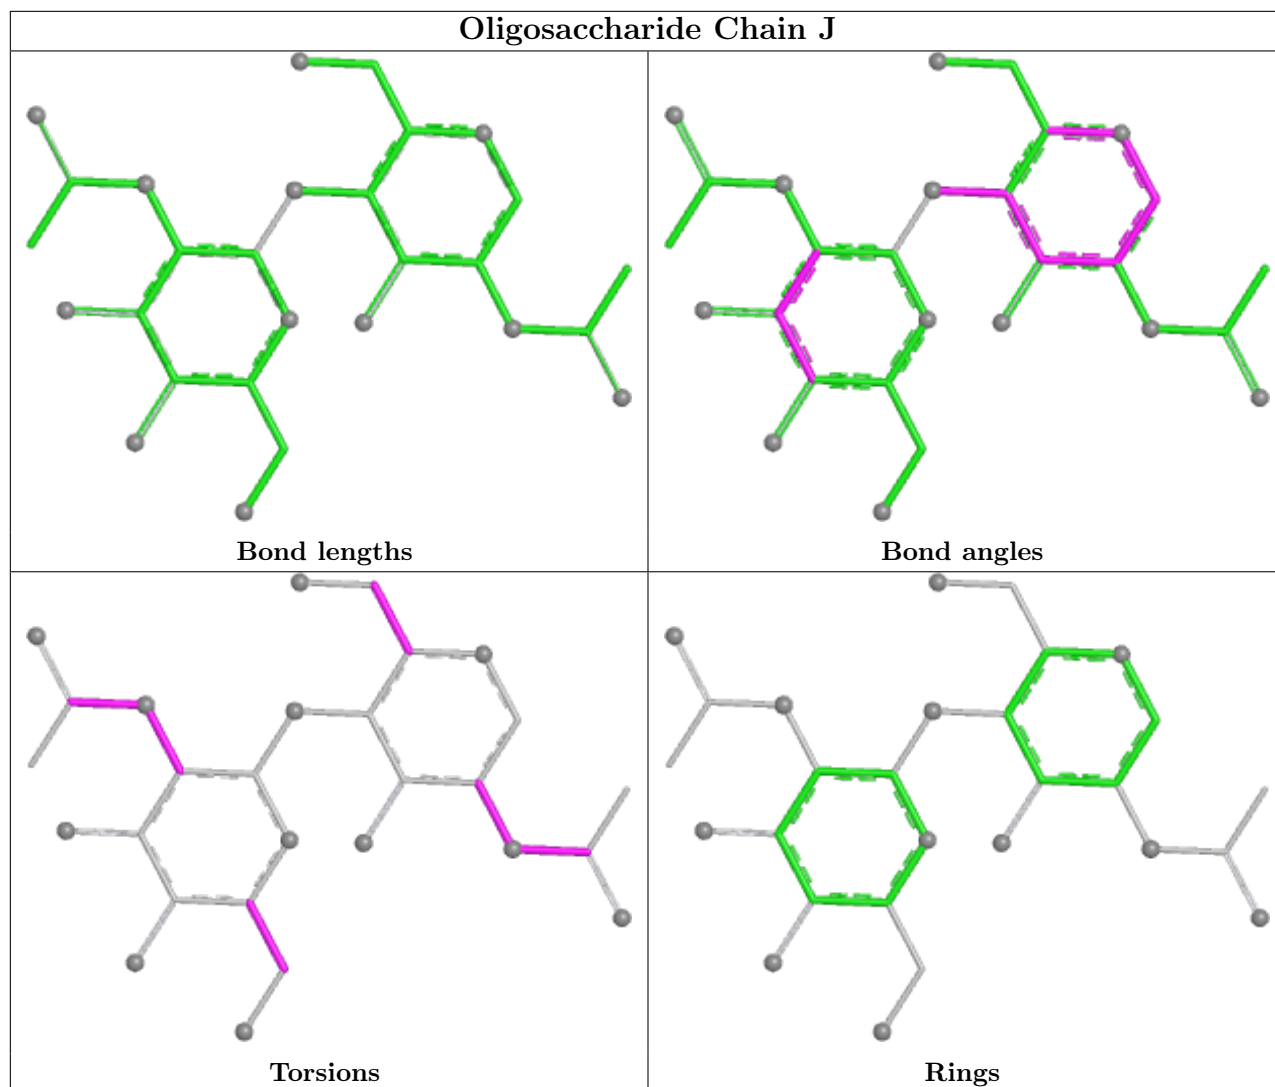 Oligosaccharide Chain J
Bond lengths
Bond angles
Torsions
Rings